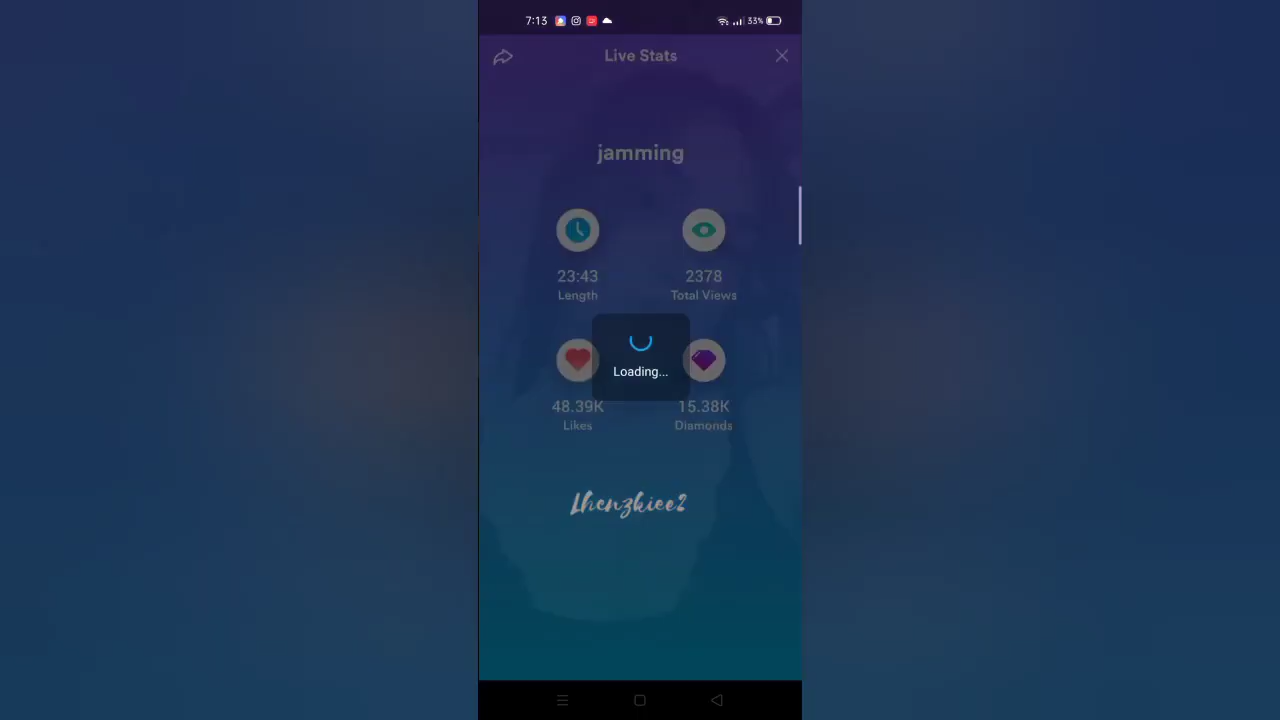 7:13
33%
Live Stats
jamming
23:43
2378
Length
Total Views
Loading...
48.39K
15.38K
Likes
Diamonds
Lhenzkiee2